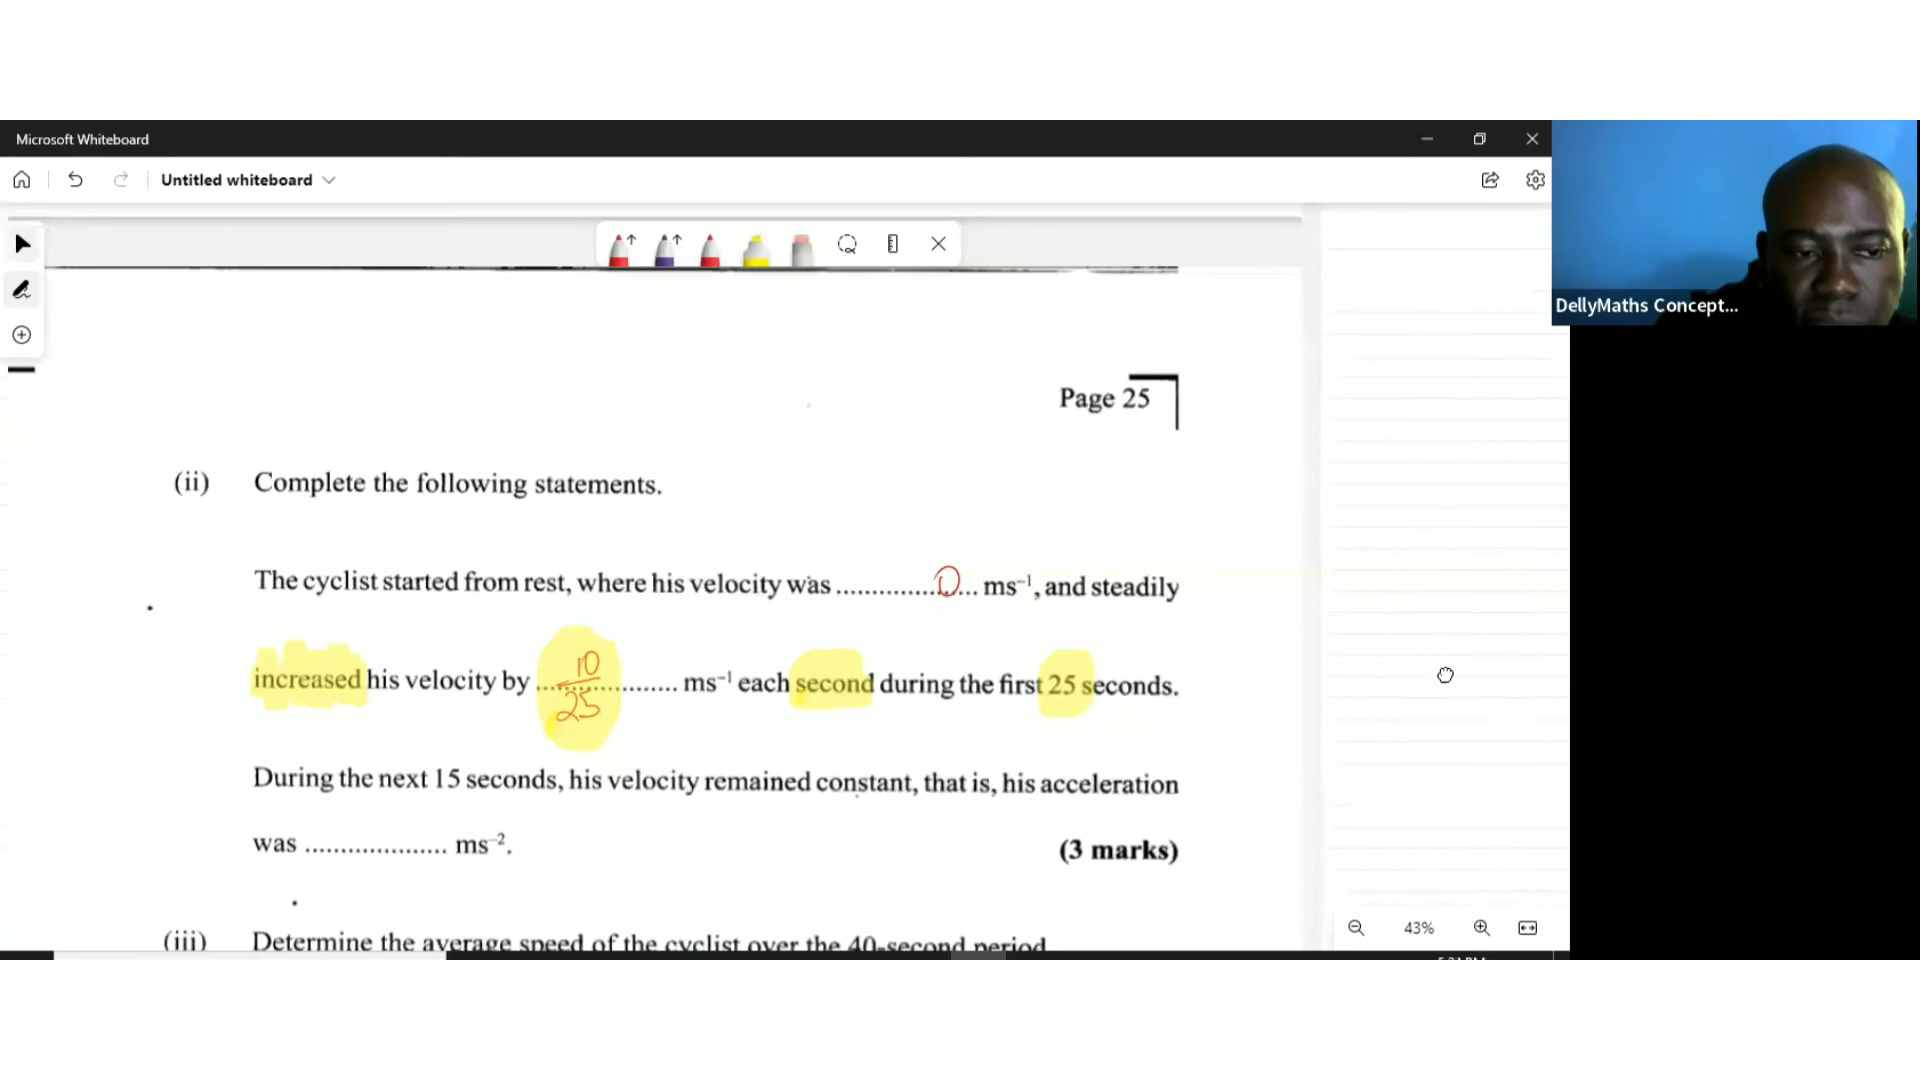 Microsoft Whiteboard
Untitled whiteboard
DellyMaths Concept...
Page 25
(ii) Complete the following statements.
The cyclist started from rest, where his velocity was ....................0... ms⁻¹, and steadily
increased his velocity by 10/25 .................... ms⁻¹ each second during the first 25 seconds.
During the next 15 seconds, his velocity remained constant, that is, his acceleration
was .................... ms⁻².
(3 marks)
(iii) Determine the average speed of the cyclist over the 40-second period
43%